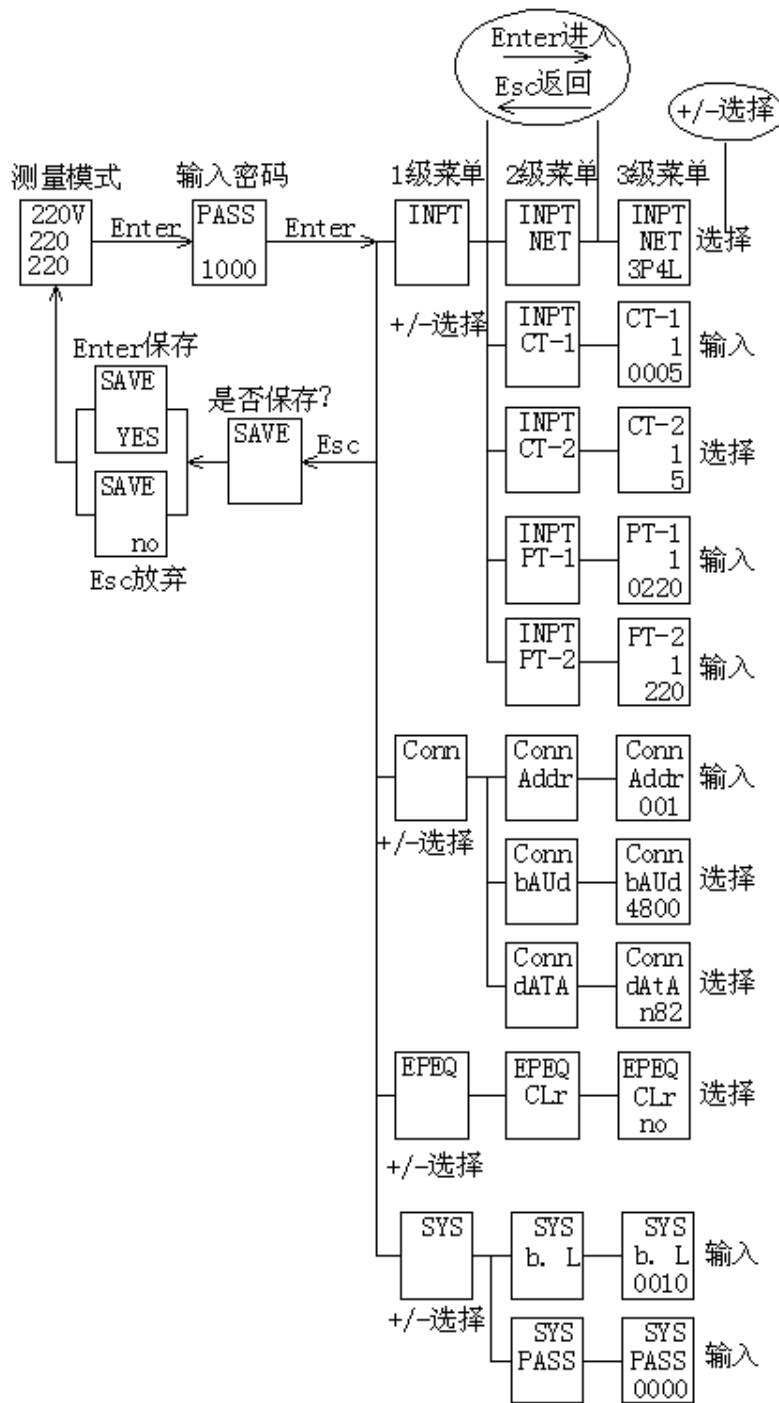 Enter进入
Esc返回
+/-选择
测量模式
输入密码
1级菜单
2级菜单
3级菜单
220V
220
220
Enter
PASS
1000
Enter
INPT
INPT
NET
INPT
NET
3P4L
选择
+/-选择
INPT
CT-1
CT-1
1
0005
输入
INPT
CT-2
CT-2
1
5
选择
INPT
PT-1
PT-1
1
0220
输入
INPT
PT-2
PT-2
1
220
输入
Enter保存
SAVE
YES
是否保存?
SAVE
Esc
SAVE
no
Esc放弃
Conn
Conn
Addr
Conn
Addr
001
输入
+/-选择
Conn
bAUd
Conn
bAUd
4800
选择
Conn
dATA
Conn
dAtA
n82
选择
EPEQ
EPEQ
CLr
EPEQ
CLr
no
选择
+/-选择
SYS
SYS
b. L
SYS
b. L
0010
输入
+/-选择
SYS
PASS
SYS
PASS
0000
输入